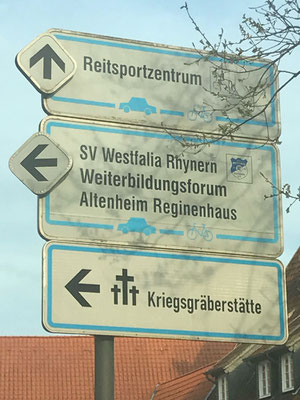 Reitsportzentrum
SV Westfalia Rhynern
Weiterbildungsforum
Altenheim Reginenhaus
Kriegsgräberstätte